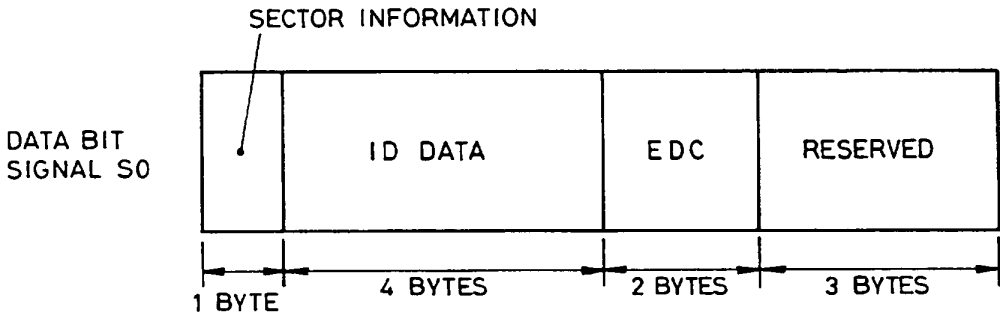 SECTOR INFORMATION
DATA BIT
SIGNAL S0
ID DATA
EDC
RESERVED
1 BYTE
4 BYTES
2 BYTES
3 BYTES